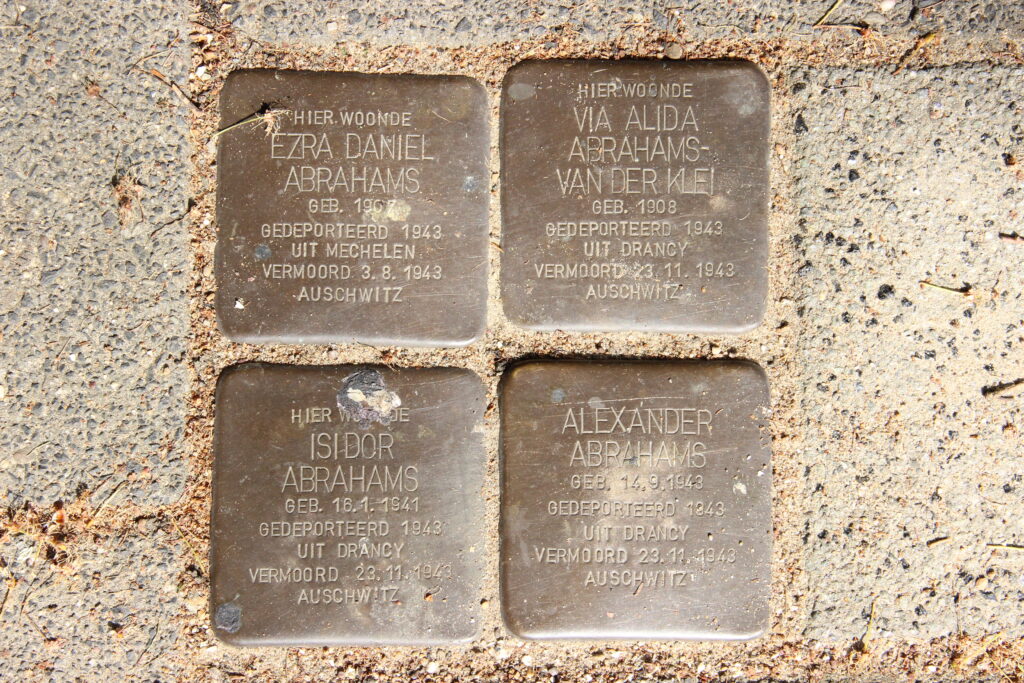 HIER WOONDE
EZRA DANIEL
ABRAHAMS
GEB. 1907
GEDEPORTEERD 1943
UIT MECHELEN
VERMOORD 3.8.1943
AUSCHWITZ
HIER WOONDE
VIA ALIDA
ABRAHAMS-
VAN DER KLEI
GEB. 1908
GEDEPORTEERD 1943
UIT DRANCY
VERMOORD 23.11.1943
AUSCHWITZ
HIER WOONDE
ISIDOR
ABRAHAMS
GEB. 16.1.1941
GEDEPORTEERD 1943
UIT DRANCY
VERMOORD 23.11.1943
AUSCHWITZ
ALEXANDER
ABRAHAMS
GEB. 14.9.1943
GEDEPORTEERD 1943
UIT DRANCY
VERMOORD 23.11.1943
AUSCHWITZ